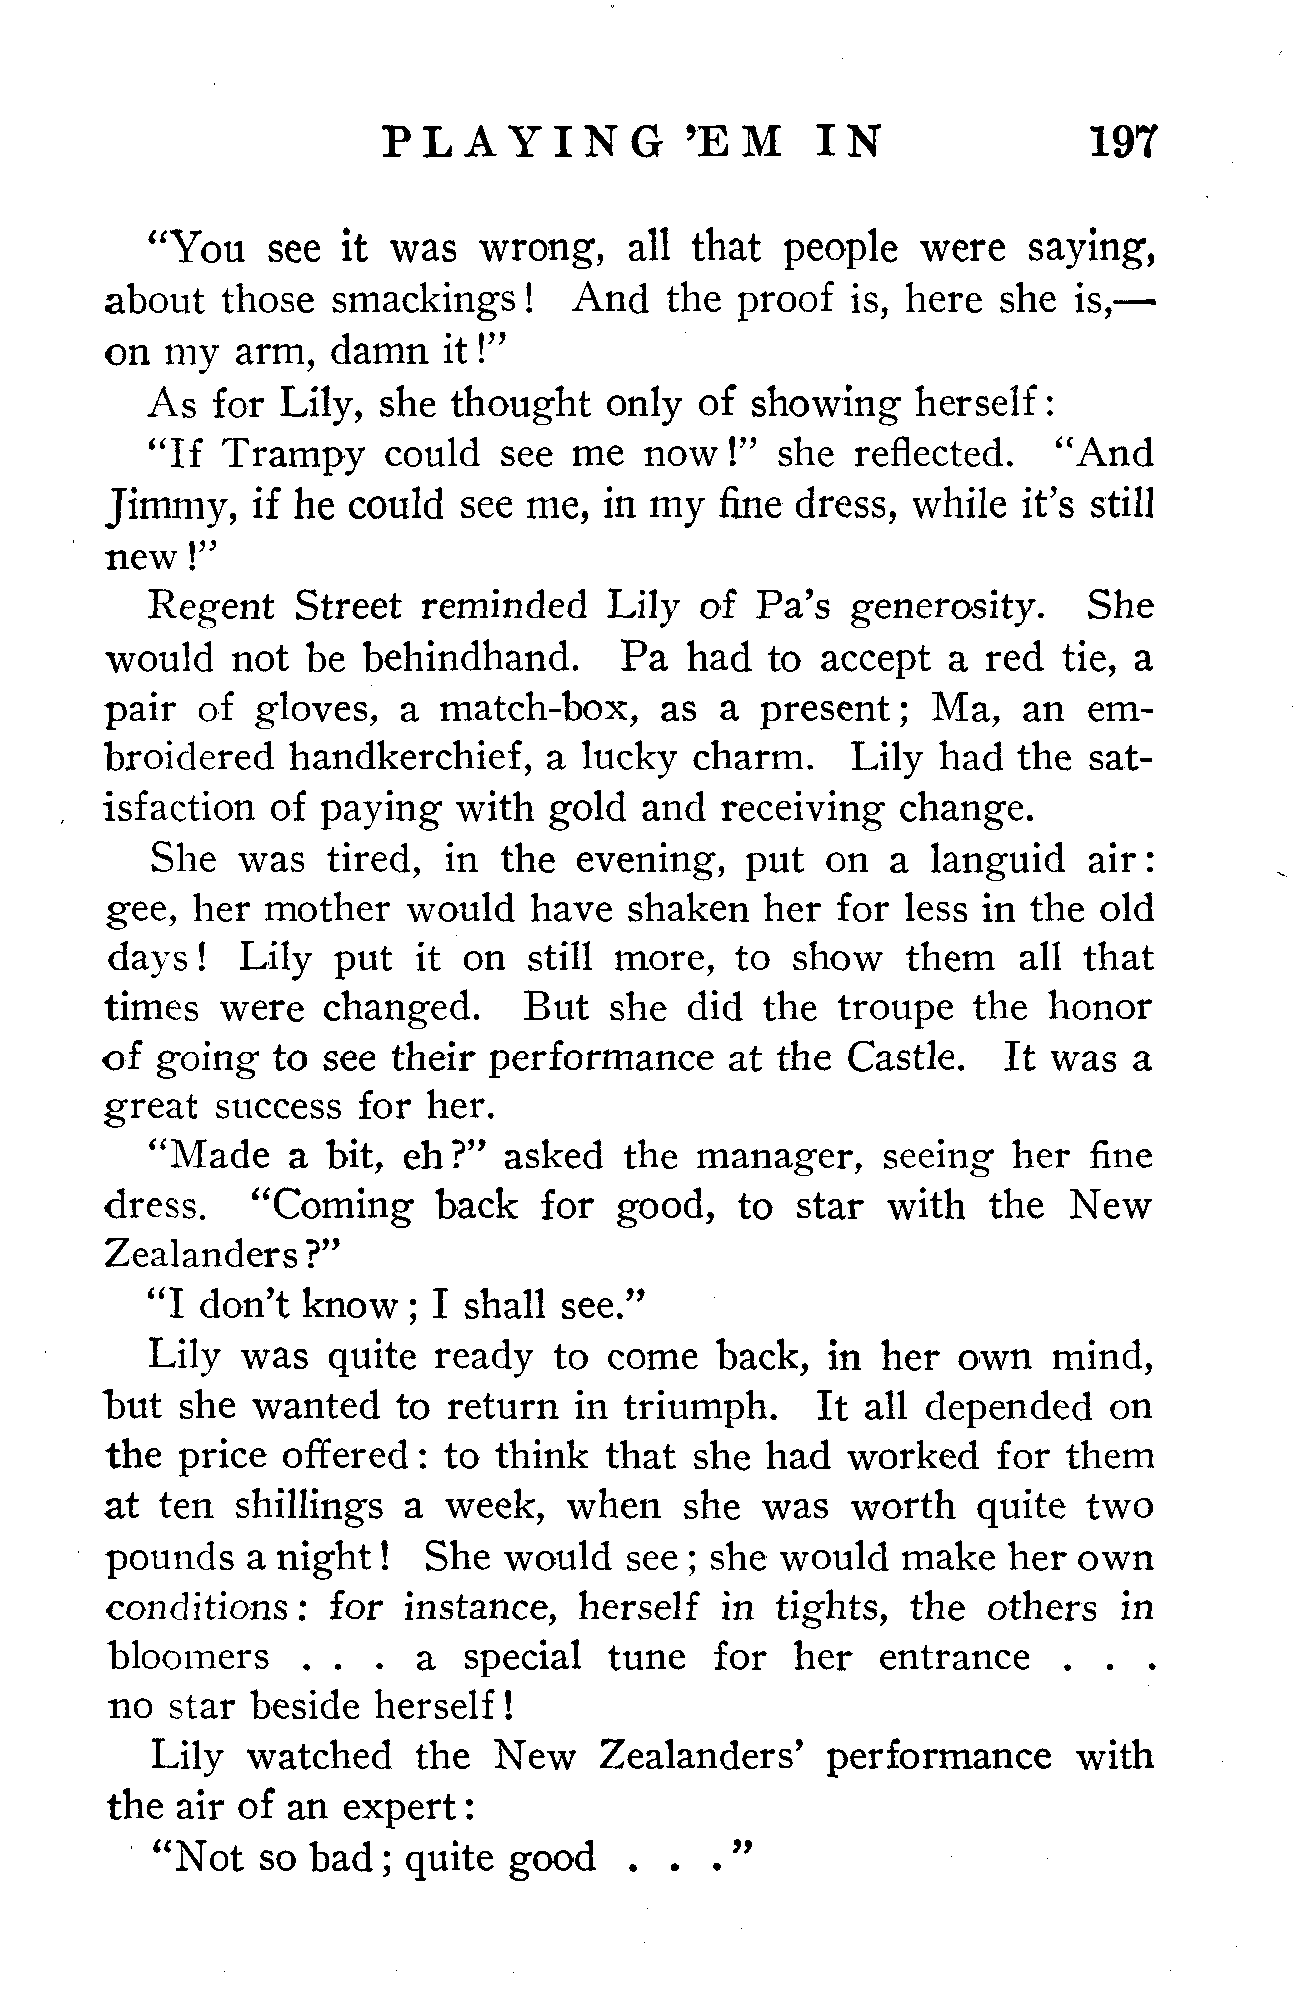 PLAYING 'EM IN 197
"You see it was wrong, all that people were saying,
about those smackings! And the proof is, here she is,—
on my arm, damn it!"
As for Lily, she thought only of showing herself:
"If Trampy could see me now!" she reflected. "And
Jimmy, if he could see me, in my fine dress, while it's still
new!"
Regent Street reminded Lily of Pa's generosity. She
would not be behindhand. Pa had to accept a red tie, a
pair of gloves, a match-box, as a present; Ma, an em-
broidered handkerchief, a lucky charm. Lily had the sat-
isfaction of paying with gold and receiving change.
She was tired, in the evening, put on a languid air:
gee, her mother would have shaken her for less in the old
days! Lily put it on still more, to show them all that
times were changed. But she did the troupe the honor
of going to see their performance at the Castle. It was a
great success for her.
"Made a bit, eh?" asked the manager, seeing her fine
dress. "Coming back for good, to star with the New
Zealanders?"
"I don't know; I shall see."
Lily was quite ready to come back, in her own mind,
but she wanted to return in triumph. It all depended on
the price offered: to think that she had worked for them
at ten shillings a week, when she was worth quite two
pounds a night! She would see; she would make her own
conditions: for instance, herself in tights, the others in
bloomers . . . a special tune for her entrance . . .
no star beside herself!
Lily watched the New Zealanders' performance with
the air of an expert:
"Not so bad; quite good . . ."